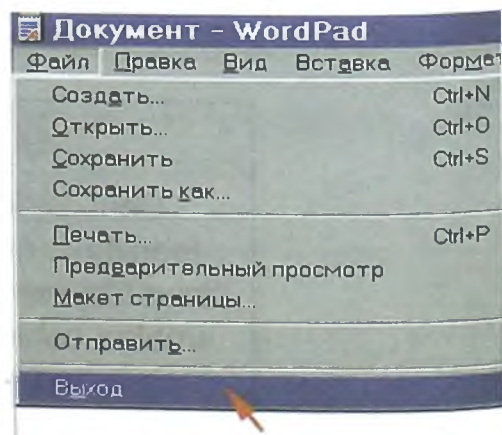 Документ - WordPad
Файл Правка Вид Вставка Формат
Создать... Ctrl+N
Открыть... Ctrl+O
Сохранить Ctrl+S
Сохранить как...
Печать... Ctrl+P
Предварительный просмотр
Макет страницы...
Отправить...
Выход